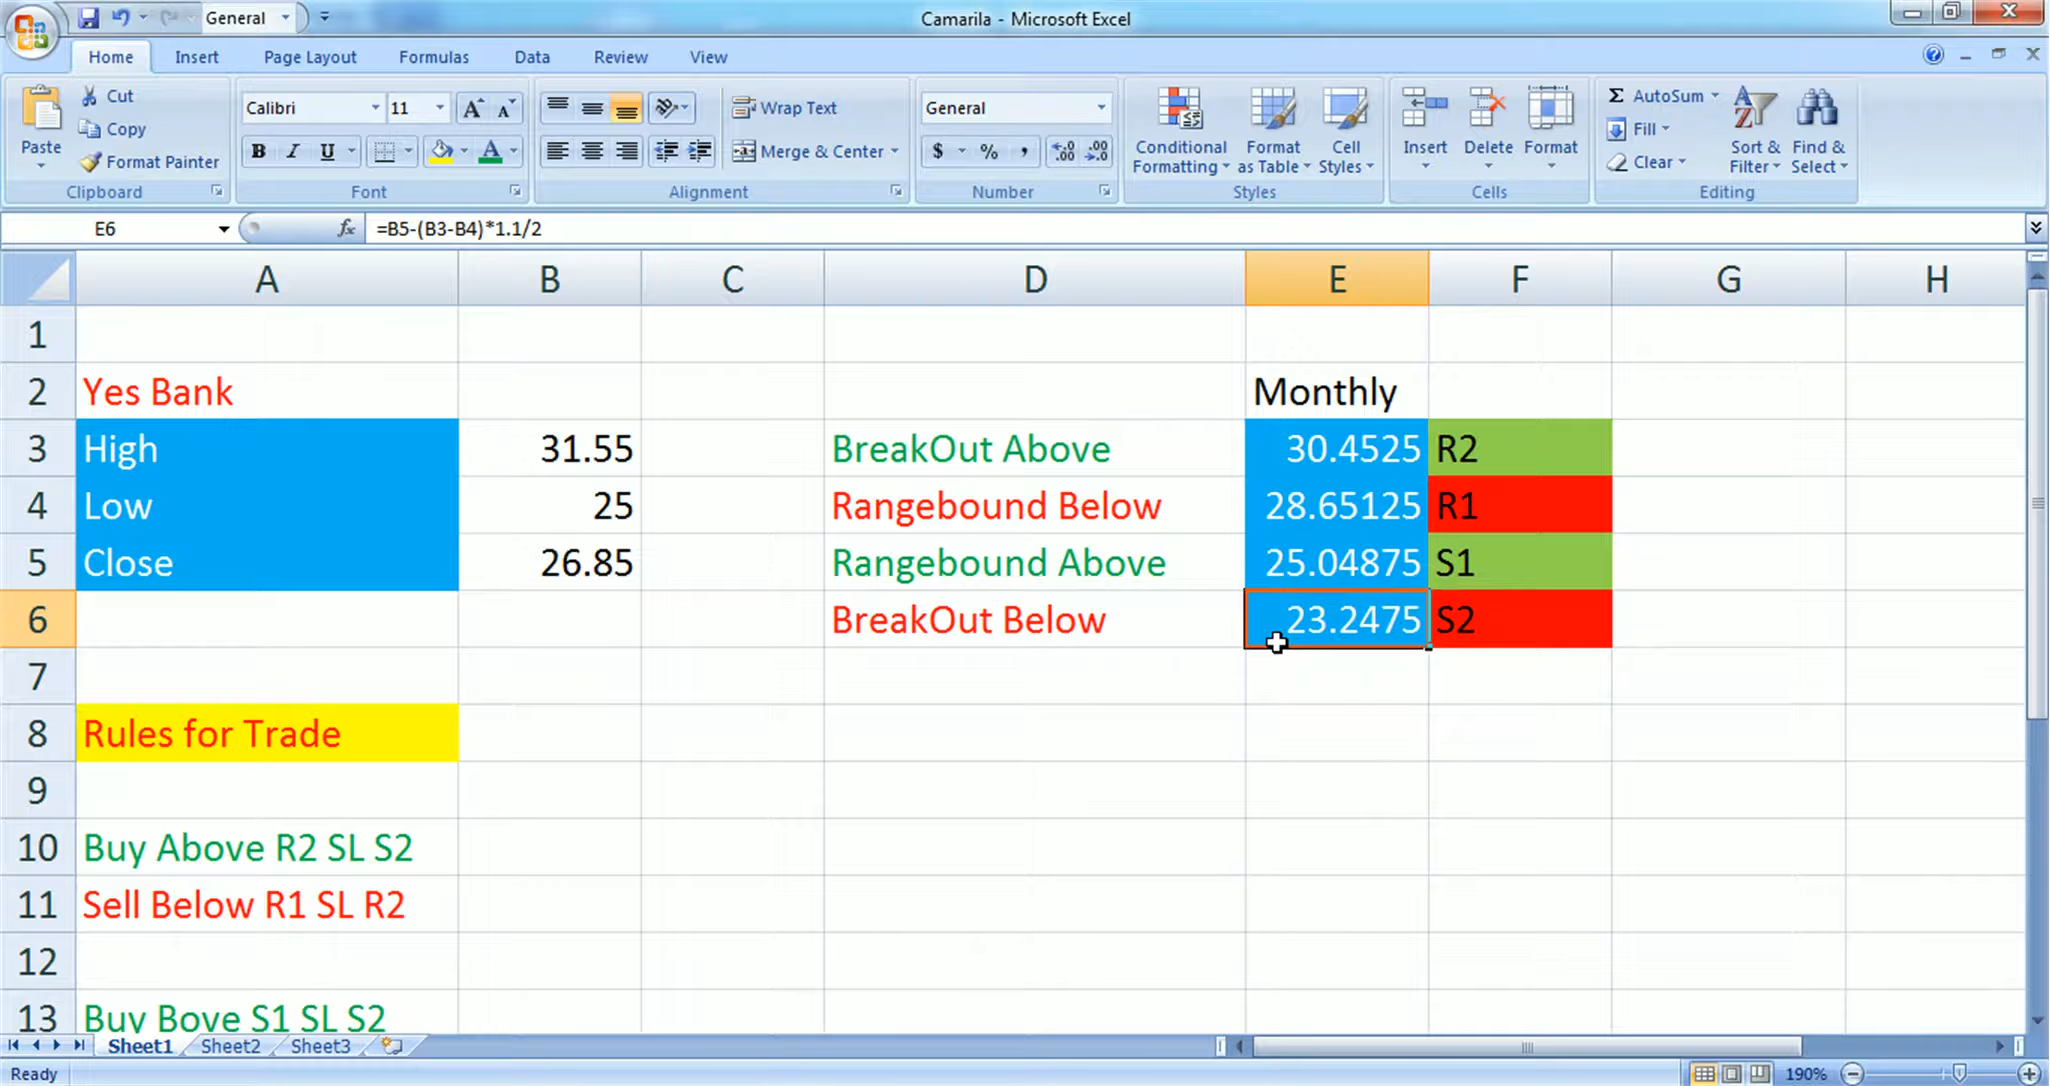 General
Camarila - Microsoft Excel
Home Insert Page Layout Formulas Data Review View
Paste
Cut
Copy
Format Painter
Clipboard
Calibri 11
B I U
Font
Wrap Text
Merge & Center
Alignment
General
$ % ,
Number
Conditional Formatting
Format as Table
Cell Styles
Styles
Insert
Delete
Format
Cells
Σ AutoSum
Fill
Clear
Sort & Filter
Find & Select
Editing
E6 fx =B5-(B3-B4)*1.1/2
A B C D E F G H
1
2 Yes Bank Monthly
3 High 31.55 BreakOut Above 30.4525 R2
4 Low 25 Rangebound Below 28.65125 R1
5 Close 26.85 Rangebound Above 25.04875 S1
6 BreakOut Below 23.2475 S2
7
8 Rules for Trade
9
10 Buy Above R2 SL S2
11 Sell Below R1 SL R2
12
13 Buy Bove S1 SL S2
Sheet1 Sheet2 Sheet3
Ready 190%